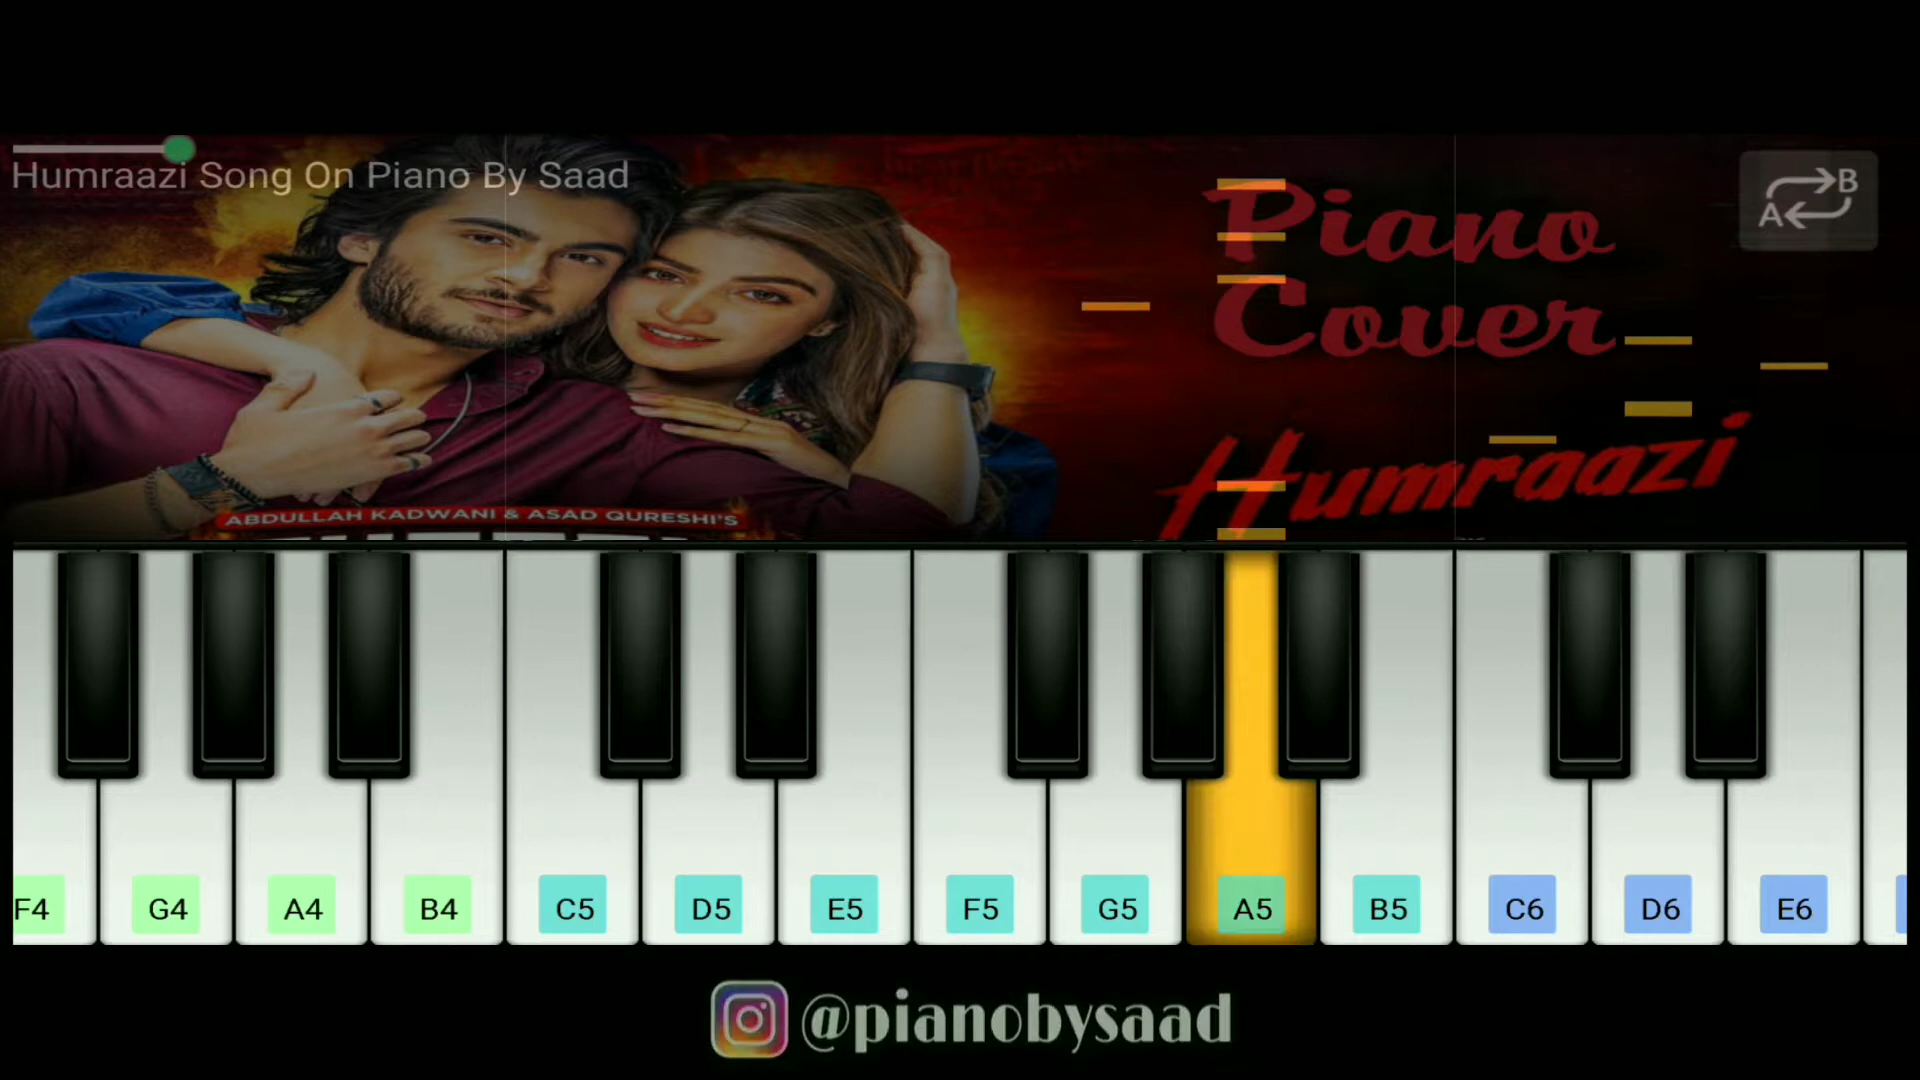 Humraazi Song On Piano By Saad
A B
Piano
Cover
Humraazi
ABDULLAH KADWANI & ASAD QURESHI'S
F4 G4 A4 B4 C5 D5 E5 F5 G5 A5 B5 C6 D6 E6
@pianobysaad